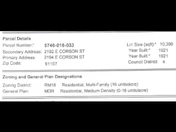 Parcel Details
Parcel Number: * 5746-018-032 Lot Size (sqft)* 10,395
Secondary Address: 2192 E CORSON ST Year Built * 1921
Primary Address: 2194 E CORSON ST Year Built * 1921
Zip Code: 91107 Council District 4
Zoning and General Plan Designations
Zoning District: RM16 Residential, Multi-Family (16 units/acre)
General Plan: MDR Residential, Medium Density (0-16 units/acre)